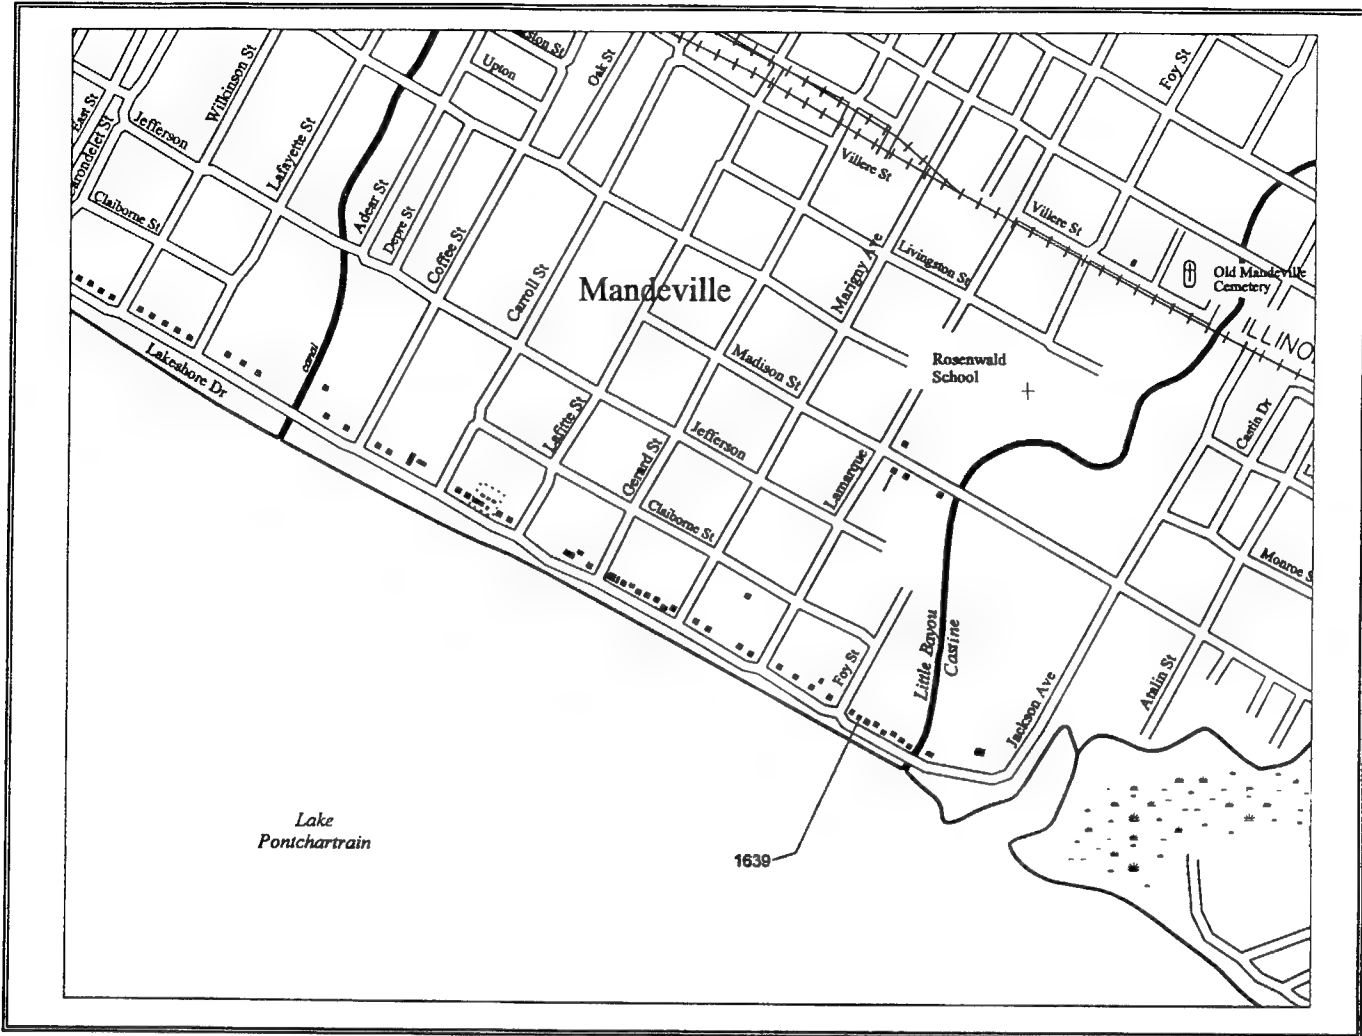 Wilkinson St
Upton
Oak St
Foy St
East St
Jefferson
Lafayette St
Villere St
Claiborne St
Adear St
Depre St
Coffee St
Villere St
Marigny Ave
Livingston St
Old Mandeville
Cemetery
Carroll St
Mandeville
ILLINO
canal
Lakeshore Dr
Madison St
Rosenwald
School
Lafitte St
Jefferson
Castin Dr
Gerard St
Lamarque
Claiborne St
Monroe
Little Bayou
Castine
Foy St
Atalin St
Jackson Ave
Lake
Pontchartrain
1639